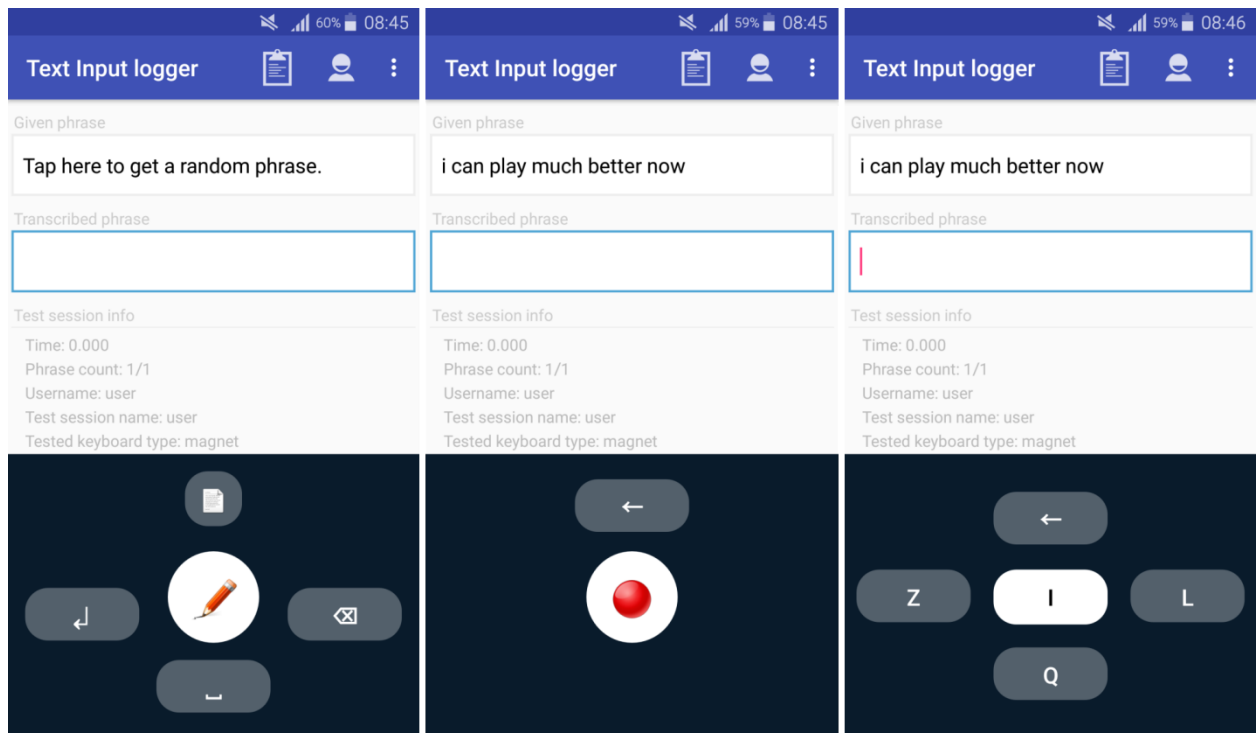 60% 08:45
Text Input logger
Given phrase
Tap here to get a random phrase.
Transcribed phrase
Test session info
Time: 0.000
Phrase count: 1/1
Username: user
Test session name: user
Tested keyboard type: magnet
59% 08:45
Text Input logger
Given phrase
i can play much better now
Transcribed phrase
Test session info
Time: 0.000
Phrase count: 1/1
Username: user
Test session name: user
Tested keyboard type: magnet
←
59% 08:46
Text Input logger
Given phrase
i can play much better now
Transcribed phrase
Test session info
Time: 0.000
Phrase count: 1/1
Username: user
Test session name: user
Tested keyboard type: magnet
←
Z I L
Q